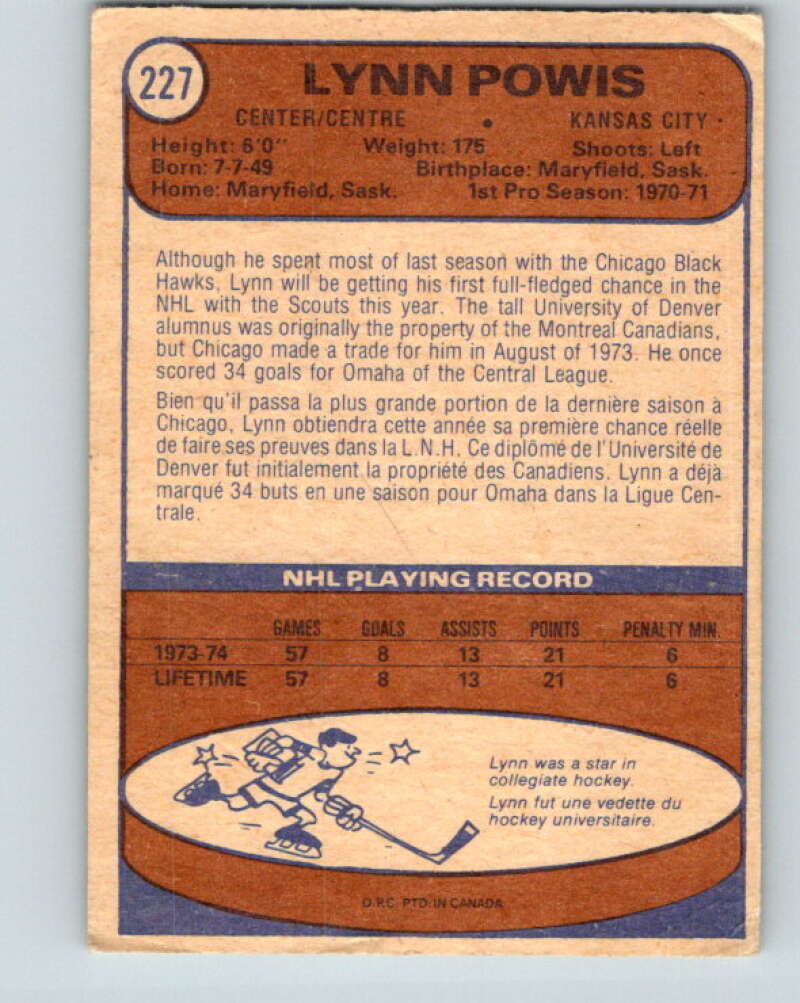 227
LYNN POWIS
CENTER/CENTRE • KANSAS CITY
Height: 6'0" Weight: 175 Shoots: Left
Born: 7-7-49 Birthplace: Maryfield, Sask.
Home: Maryfield, Sask. 1st Pro Season: 1970-71
Although he spent most of last season with the Chicago Black
Hawks, Lynn will be getting his first full-fledged chance in the
NHL with the Scouts this year. The tall University of Denver
alumnus was originally the property of the Montreal Canadians,
but Chicago made a trade for him in August of 1973. He once
scored 34 goals for Omaha of the Central League.
Bien qu'il passa la plus grande portion de la dernière saison à
Chicago, Lynn obtiendra cette année sa première chance réelle
de faire ses preuves dans la L.N.H. Ce diplômé de l'Université de
Denver fut initialement la propriété des Canadiens. Lynn a déjà
marqué 34 buts en une saison pour Omaha dans la Ligue Cen-
trale.
NHL PLAYING RECORD
GAMES GOALS ASSISTS POINTS PENALTY MIN.
1973-74 57 8 13 21 6
LIFETIME 57 8 13 21 6
Lynn was a star in
collegiate hockey.
Lynn fut une vedette du
hockey universitaire.
O.P.C. PTD. IN CANADA